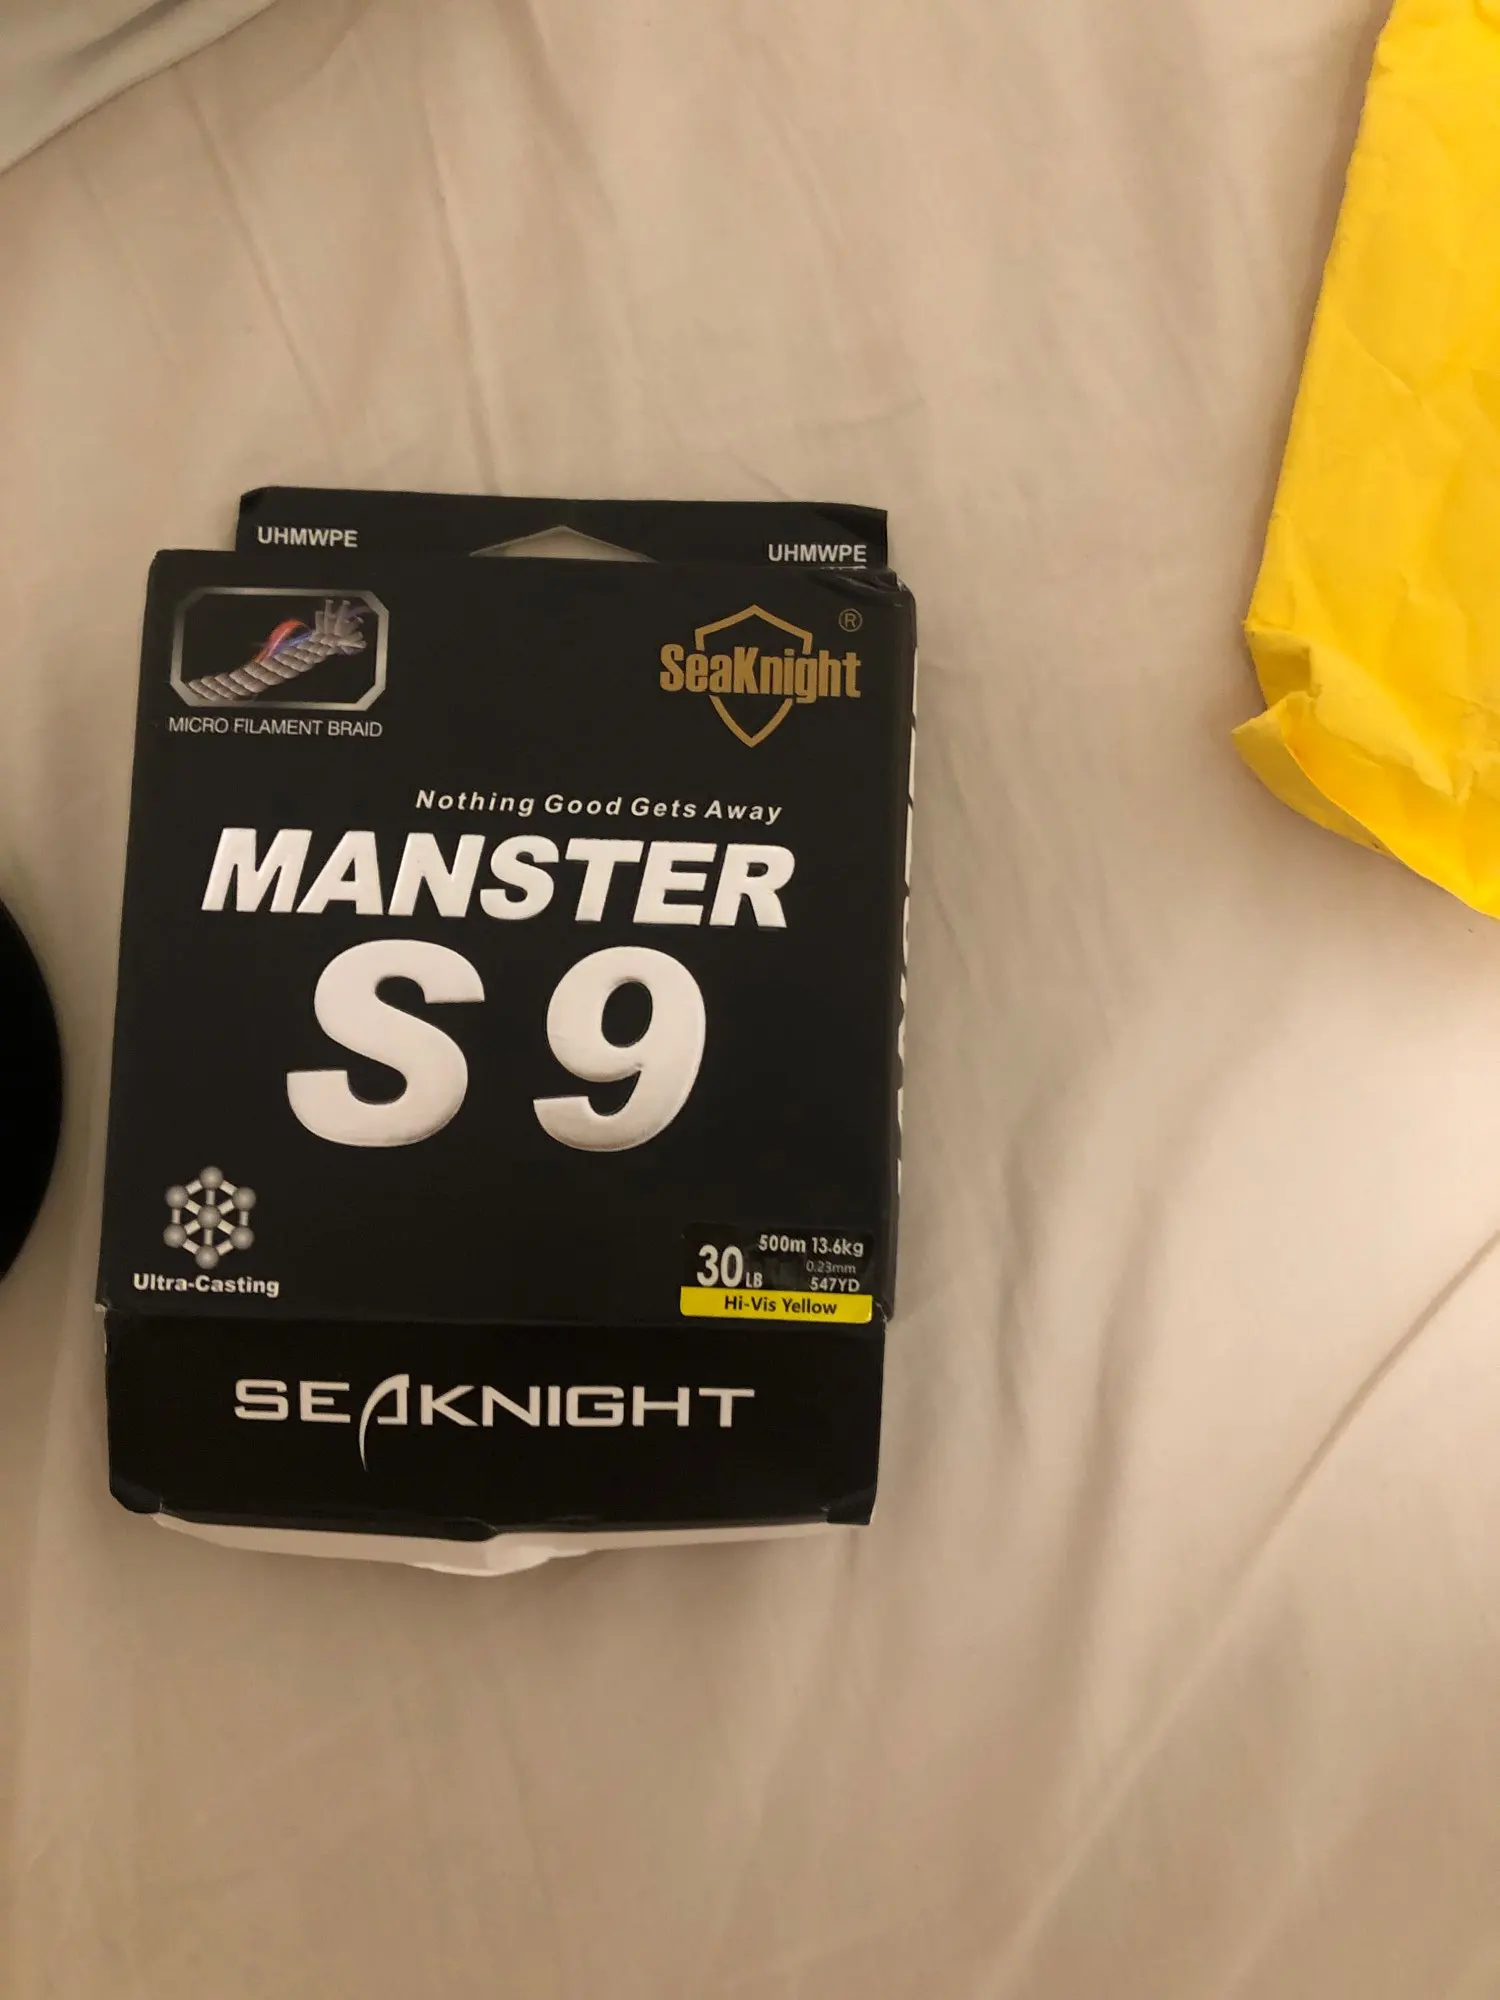 UHMWPE
UHMWPE
MICRO FILAMENT BRAID
SeaKnight®
Nothing Good Gets Away
MANSTER
S9
Ultra-Casting
30LB
500m 13.6kg
0.23mm
547YD
Hi-Vis Yellow
SEAKNIGHT